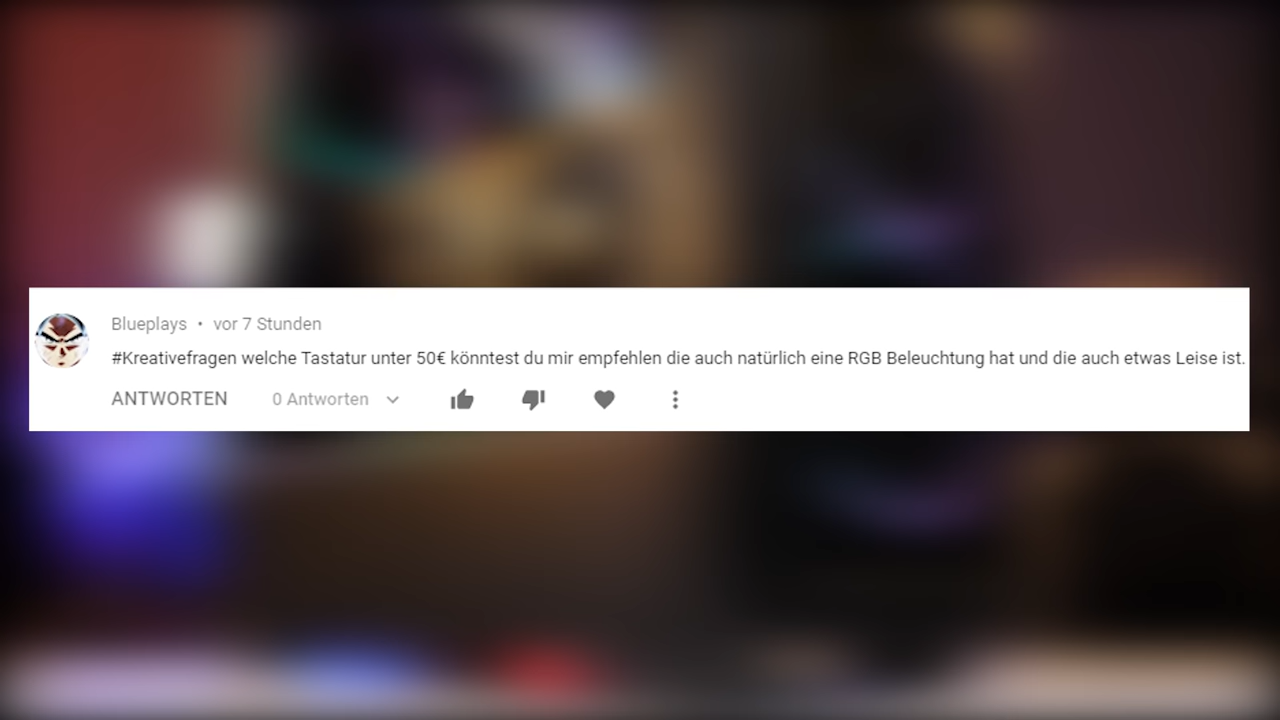 Blueplays • vor 7 Stunden
#Kreativefragen welche Tastatur unter 50€ könntest du mir empfehlen die auch natürlich eine RGB Beleuchtung hat und die auch etwas Leise ist.
ANTWORTEN 0 Antworten